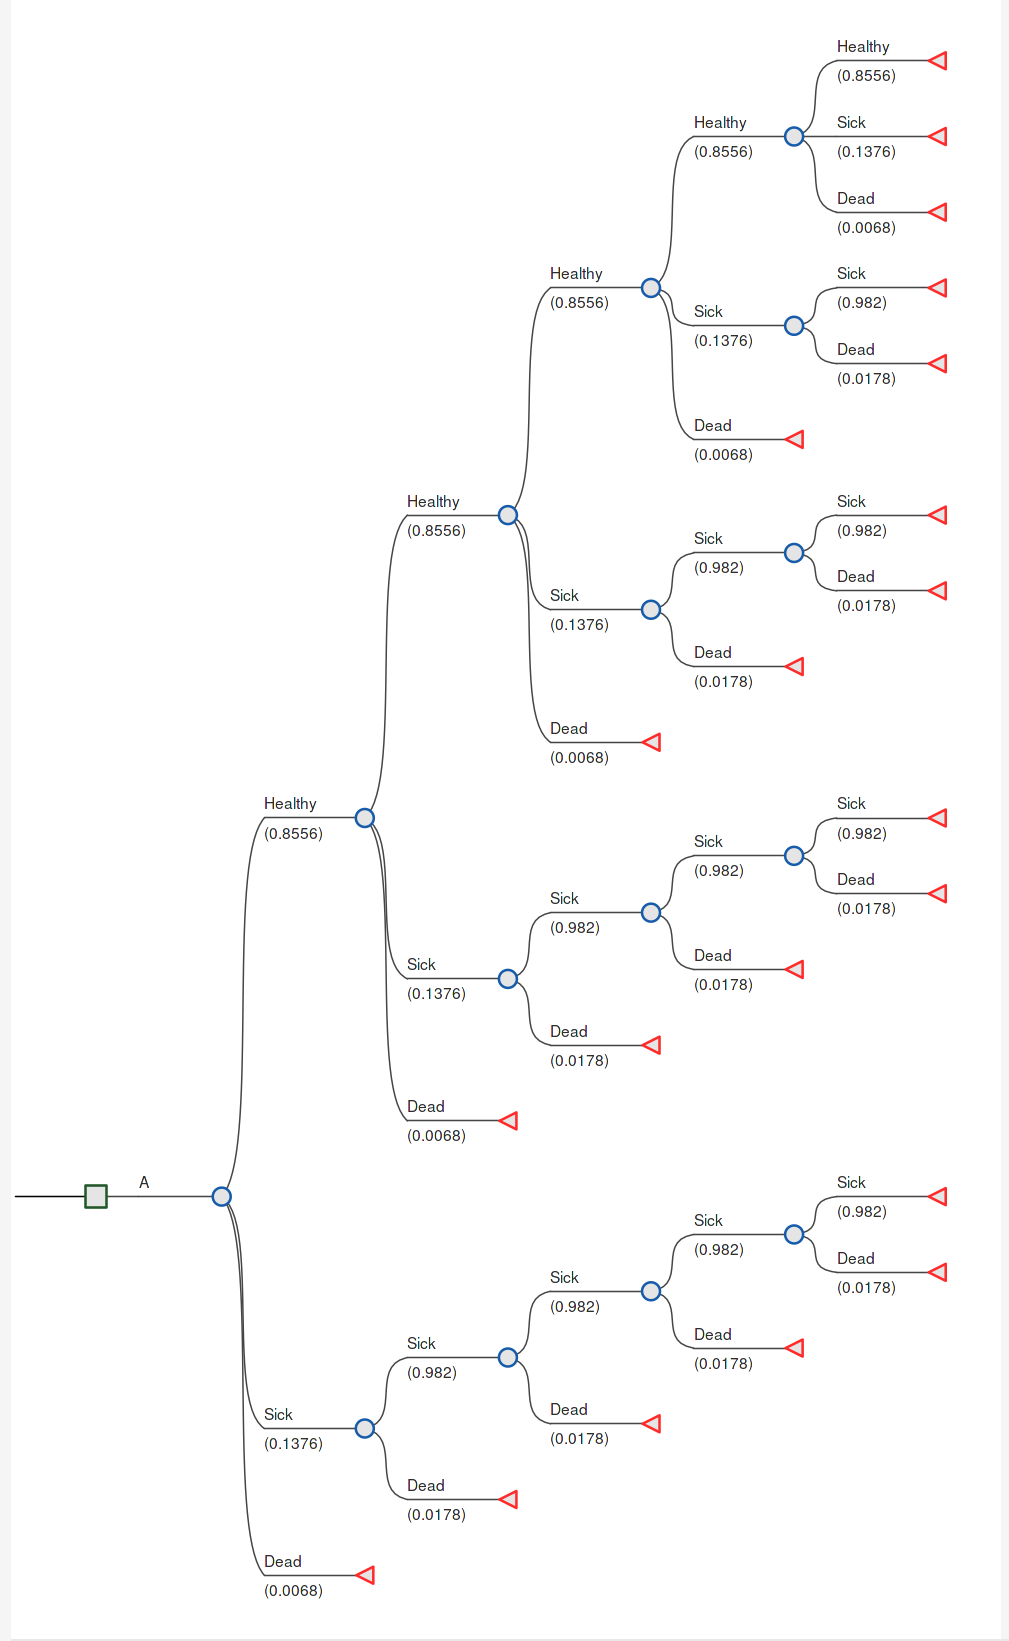 Healthy
(0.8556)
Healthy
(0.8556)
Sick
(0.1376)
Dead
(0.0068)
Healthy
(0.8556)
Sick
(0.1376)
Sick
(0.982)
Dead
(0.0178)
Dead
(0.0068)
Healthy
(0.8556)
Sick
(0.1376)
Sick
(0.982)
Sick
(0.982)
Dead
(0.0178)
Dead
(0.0178)
Dead
(0.0068)
Healthy
(0.8556)
Sick
(0.1376)
Sick
(0.982)
Sick
(0.982)
Sick
(0.982)
Dead
(0.0178)
Dead
(0.0178)
Dead
(0.0178)
Dead
(0.0068)
A
Sick
(0.1376)
Sick
(0.982)
Sick
(0.982)
Sick
(0.982)
Sick
(0.982)
Dead
(0.0178)
Dead
(0.0178)
Dead
(0.0178)
Dead
(0.0178)
Dead
(0.0068)